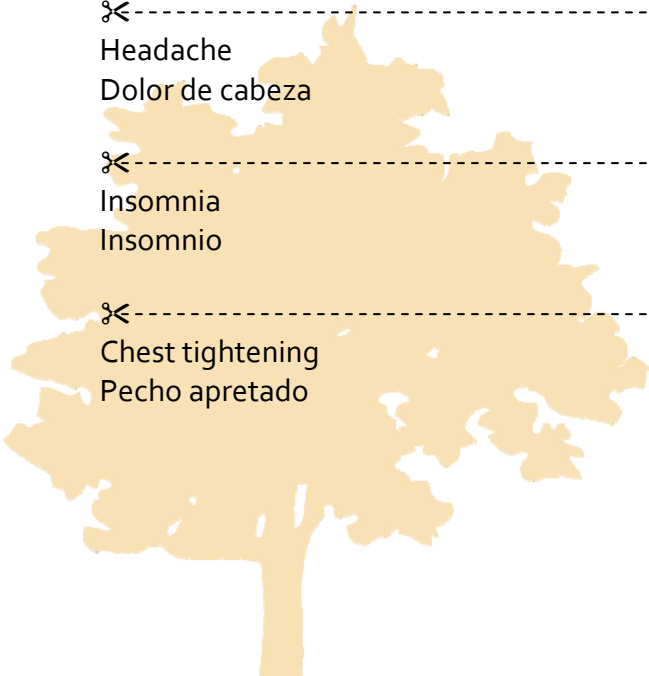 Headache
Dolor de cabeza
Insomnia
Insomnio
Chest tightening
Pecho apretado